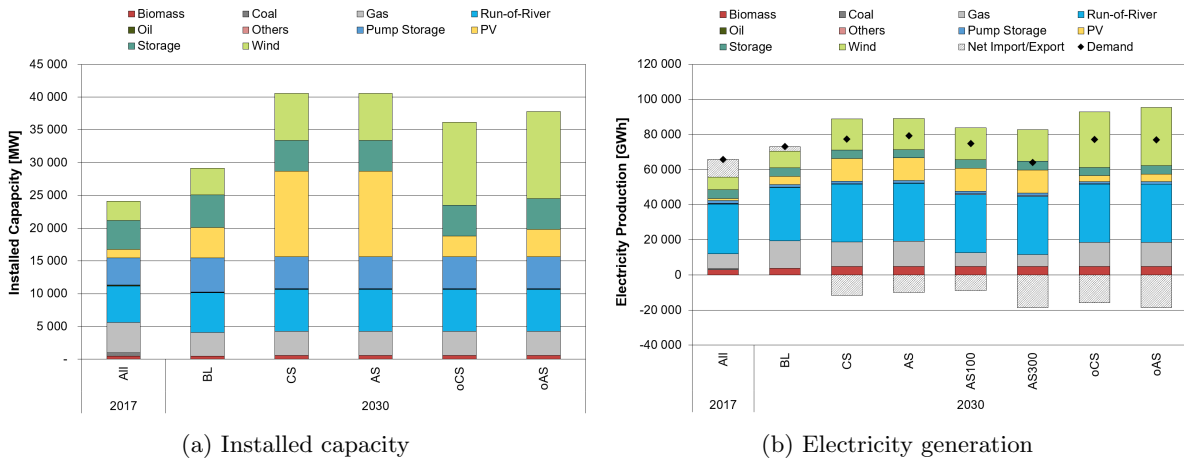 Biomass Coal Gas Run-of-River
Oil Others Pump Storage PV
Storage Wind
45 000
40 000
35 000
30 000
25 000
20 000
15 000
10 000
5 000
-
Installed Capapcity [MW]
All BL CS AS oCS oAS
2017 2030
(a) Installed capacity
Biomass Coal Gas Run-of-River
Oil Others Pump Storage PV
Storage Wind Net Import/Export Demand
120 000
100 000
80 000
60 000
40 000
20 000
0
-20 000
-40 000
Electricity Production [GWh]
All BL CS AS AS100 AS300 oCS oAS
2017 2030
(b) Electricity generation